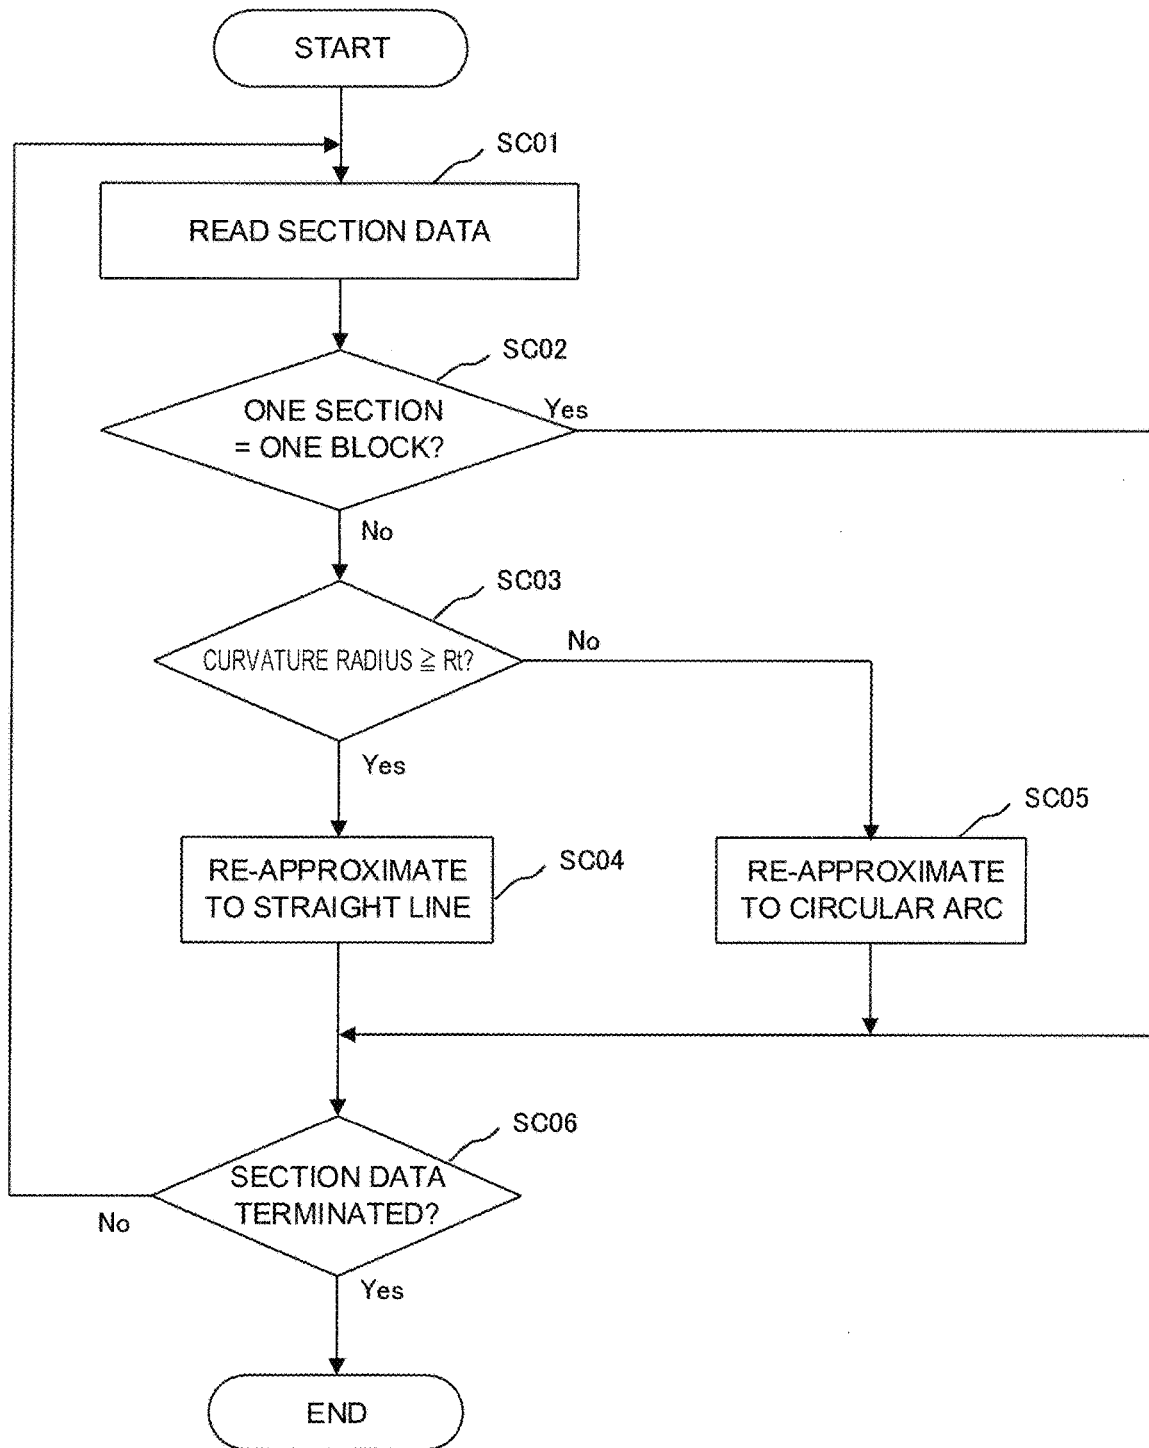 START
SC01
READ SECTION DATA
SC02
ONE SECTION
= ONE BLOCK?
Yes
No
SC03
CURVATURE RADIUS ≧ Rt?
No
Yes
SC05
RE-APPROXIMATE
TO STRAIGHT LINE
SC04
RE-APPROXIMATE
TO CIRCULAR ARC
SC06
SECTION DATA
TERMINATED?
No
Yes
END